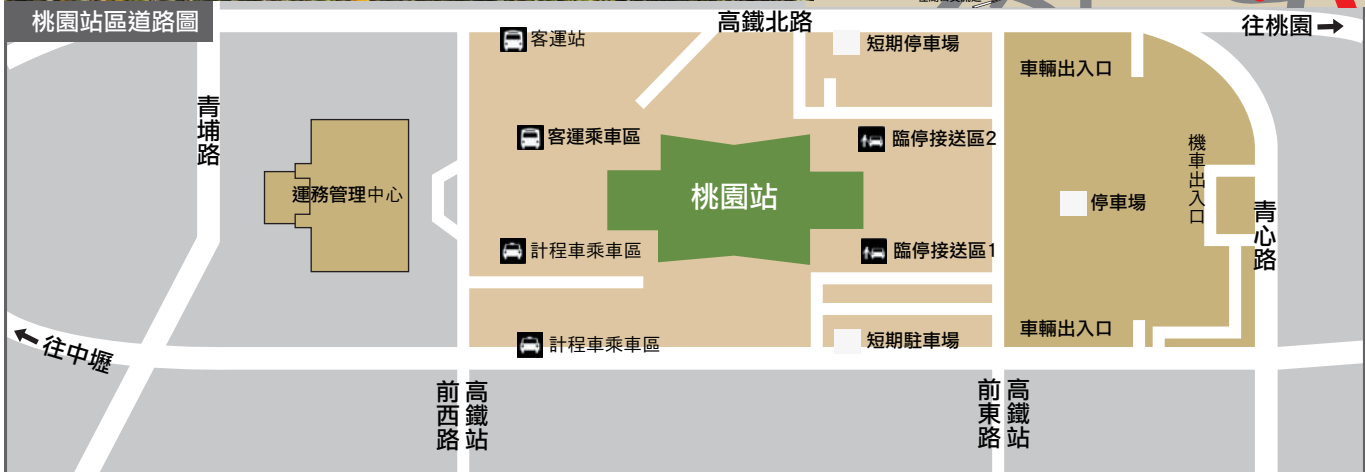 桃園站區道路圖
高鐵北路
往桃園
客運站
短期停車場
車輛出入口
青埔路
客運乘車區
臨停接送區2
機車出入口
運務管理中心
桃園站
停車場
青心路
計程車乘車區
臨停接送區1
往中壢
計程車乘車區
短期駐車場
車輛出入口
高鐵站前西路
高鐵站前東路